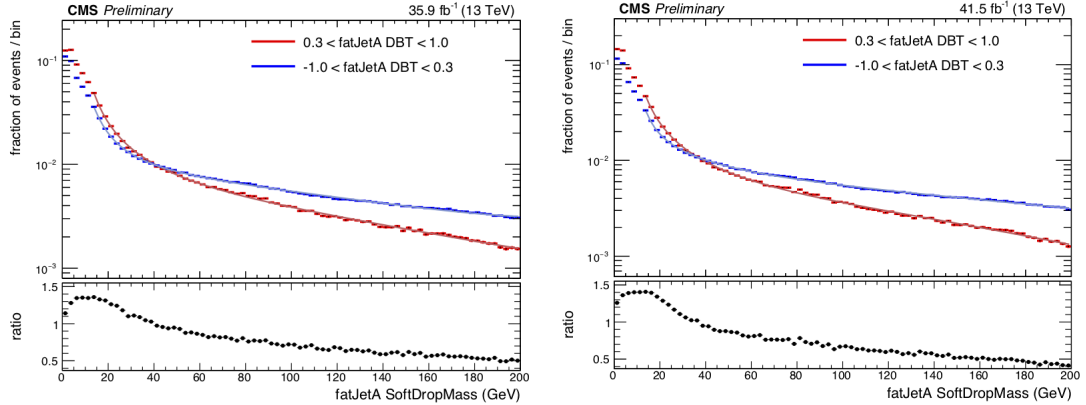 CMS Preliminary 35.9 fb⁻¹ (13 TeV)
fraction of events / bin
0.3 < fatJetA DBT < 1.0
-1.0 < fatJetA DBT < 0.3
10⁻¹
10⁻²
10⁻³
ratio
1.5
1
0.5
0 20 40 60 80 100 120 140 160 180 200
fatJetA SoftDropMass (GeV)
CMS Preliminary 41.5 fb⁻¹ (13 TeV)
fraction of events / bin
0.3 < fatJetA DBT < 1.0
-1.0 < fatJetA DBT < 0.3
10⁻¹
10⁻²
10⁻³
ratio
1.5
1
0.5
0 20 40 60 80 100 120 140 160 180 200
fatJetA SoftDropMass (GeV)